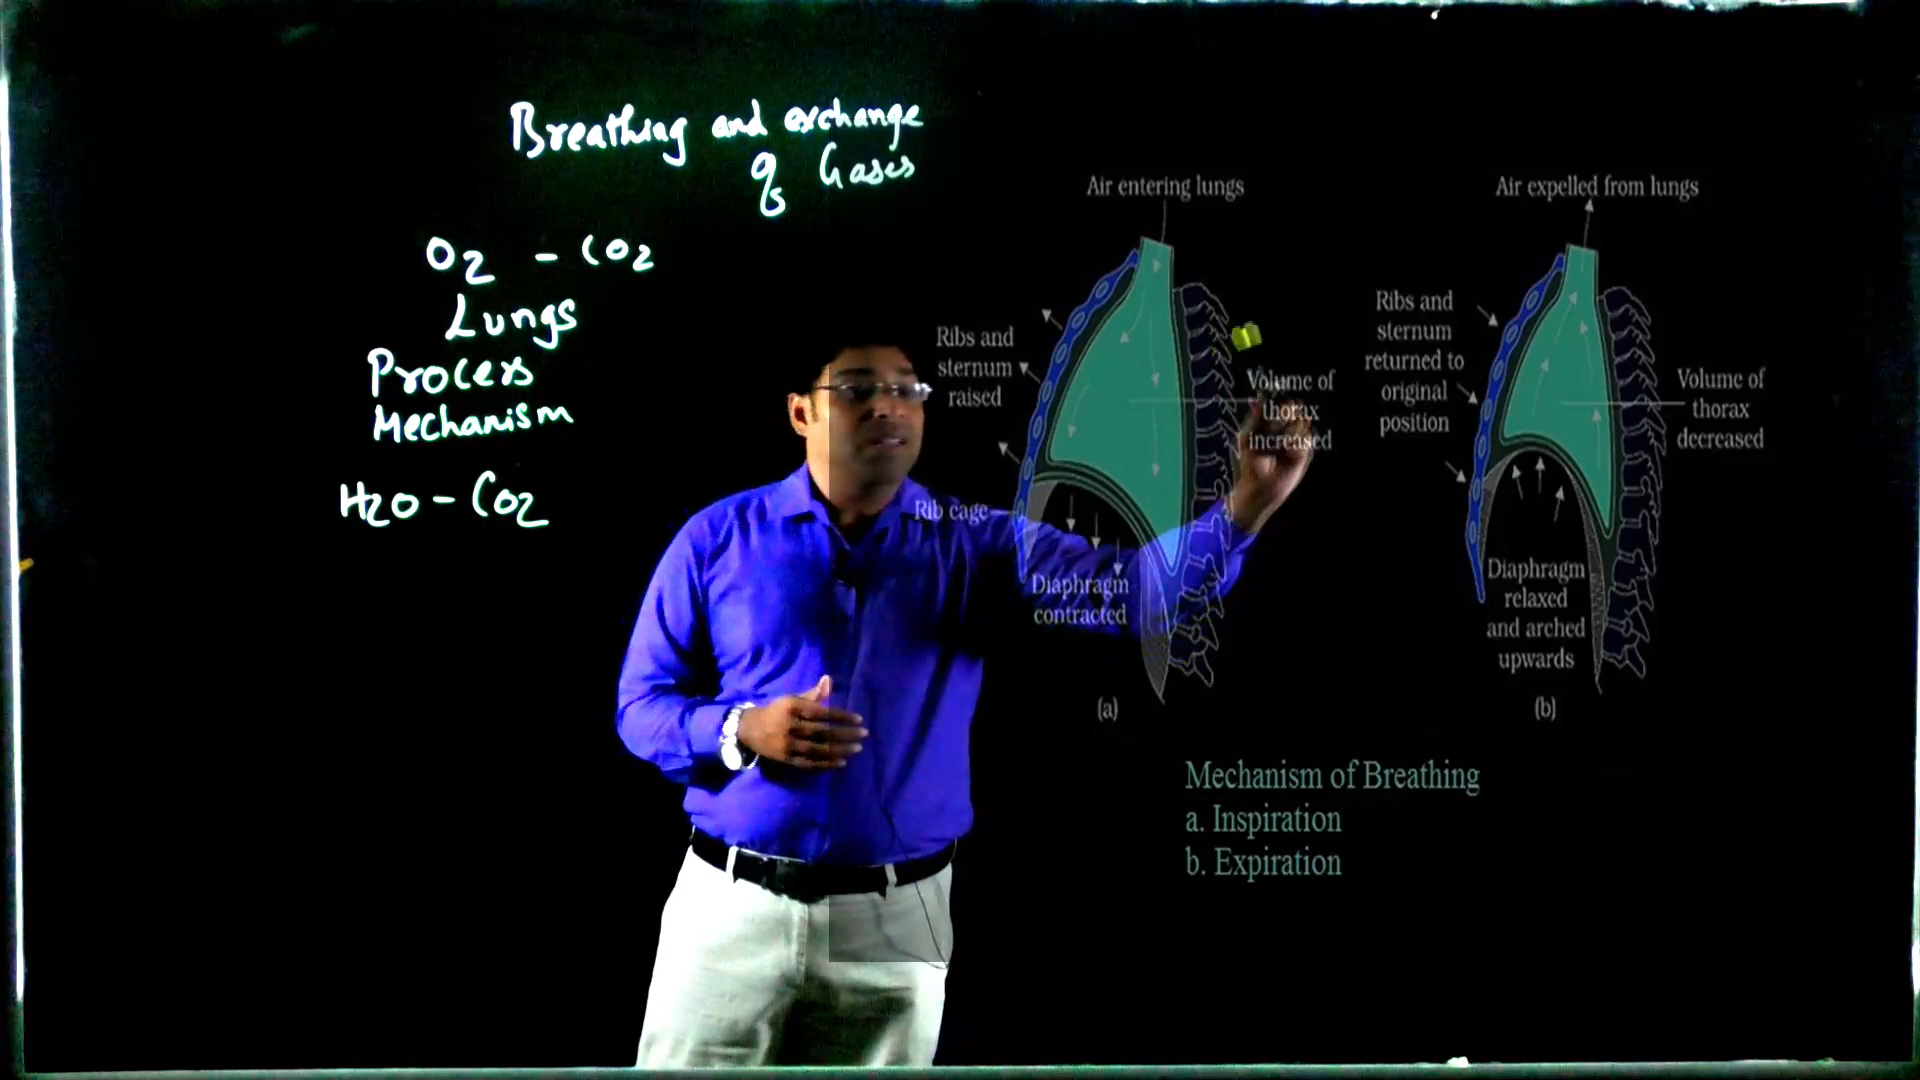 Breathing and exchange
of Gases
O2 - CO2
Lungs
Process
Mechanism
H2O - CO2
Air entering lungs
Ribs and
sternum
raised
Volume of
thorax
increased
Rib cage
Diaphragm
contracted
(a)
Air expelled from lungs
Ribs and
sternum
returned to
original
position
Volume of
thorax
decreased
Diaphragm
relaxed
and arched
upwards
(b)
Mechanism of Breathing
a. Inspiration
b. Expiration